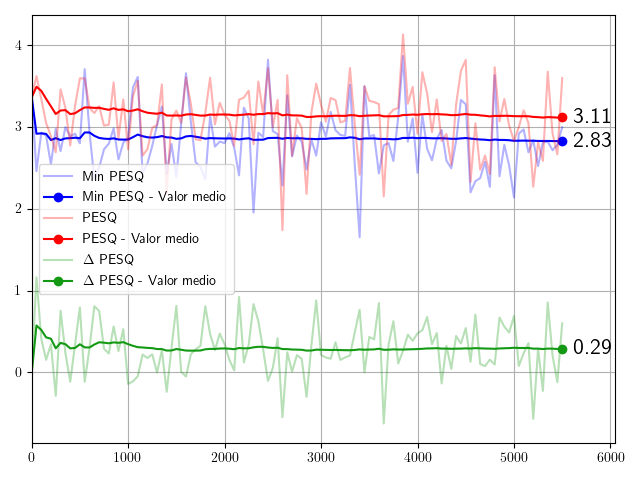 4
3
2
1
0
3.11
2.83
0.29
Min PESQ
Min PESQ - Valor medio
PESQ
PESQ - Valor medio
Δ PESQ
Δ PESQ - Valor medio
0 1000 2000 3000 4000 5000 6000